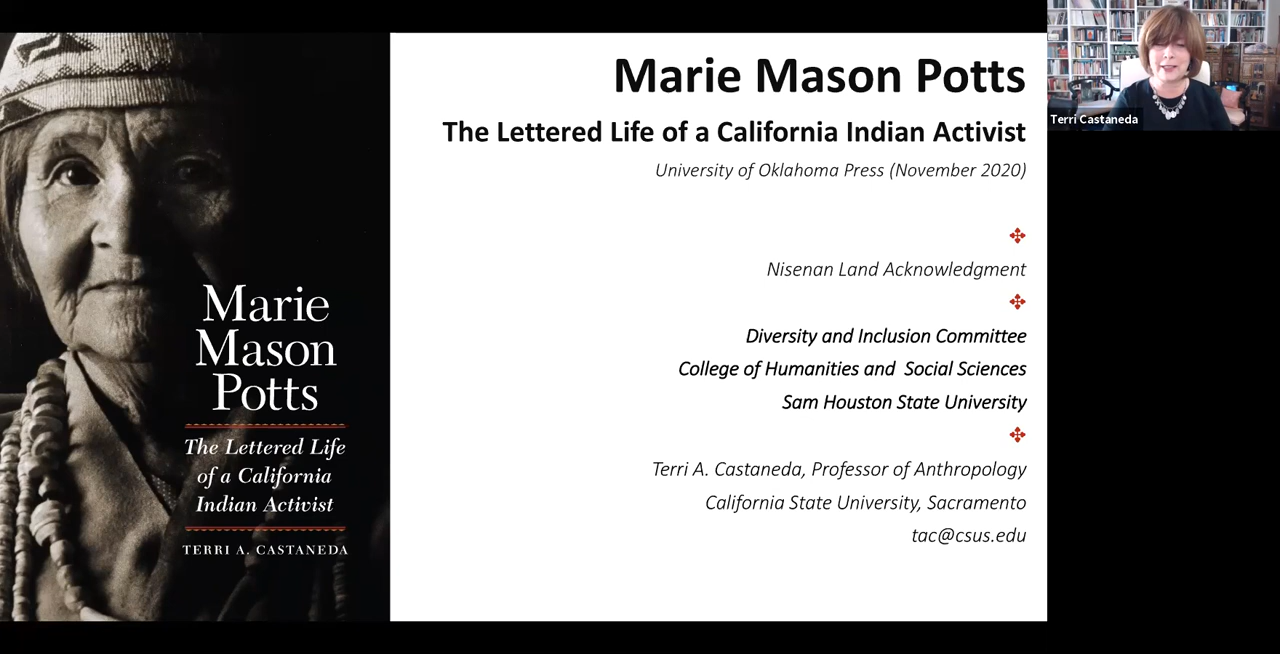 Marie
Mason
Potts
The Lettered Life
of a California
Indian Activist
TERRI A. CASTANEDA
Marie Mason Potts
The Lettered Life of a California Indian Activist
University of Oklahoma Press (November 2020)
Nisenan Land Acknowledgment
Diversity and Inclusion Committee
College of Humanities and Social Sciences
Sam Houston State University
Terri A. Castaneda, Professor of Anthropology
California State University, Sacramento
tac@csus.edu
Terri Castaneda